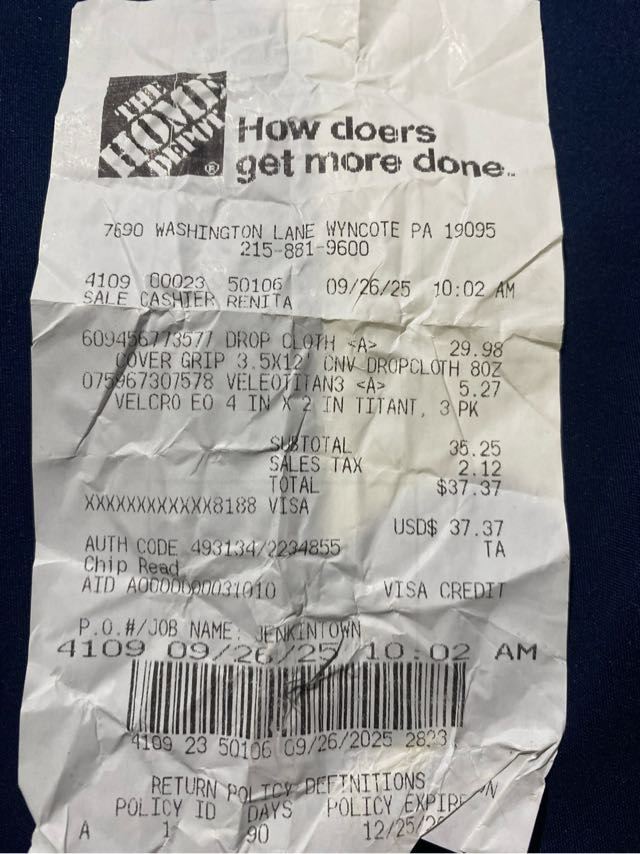 THE
HOME
DEPOT
®
How doers
get more done™
7690 WASHINGTON LANE WYNCOTE PA 19095
215-881-9600
4109 00023 50106 09/26/25 10:02 AM
SALE CASHIER RENITA
609456773577 DROP CLOTH <A> 29.98
COVER GRIP 3.5X12' CNV DROPCLOTH 8OZ
075967307578 VELEOTITAN3 <A> 5.27
VELCRO EO 4 IN X 2 IN TITANT, 3 PK
SUBTOTAL 35.25
SALES TAX 2.12
TOTAL $37.37
XXXXXXXXXXXX8188 VISA
USD$ 37.37
AUTH CODE 493134/2234855 TA
Chip Read
AID A0000000031010 VISA CREDIT
P.O.#/JOB NAME: JENKINTOWN
4109 09/26/25 10:02 AM
4109 23 50106 09/26/2025 2823
RETURN POLICY DEFINITIONS
POLICY ID DAYS POLICY EXPIRES ON
A 1 90